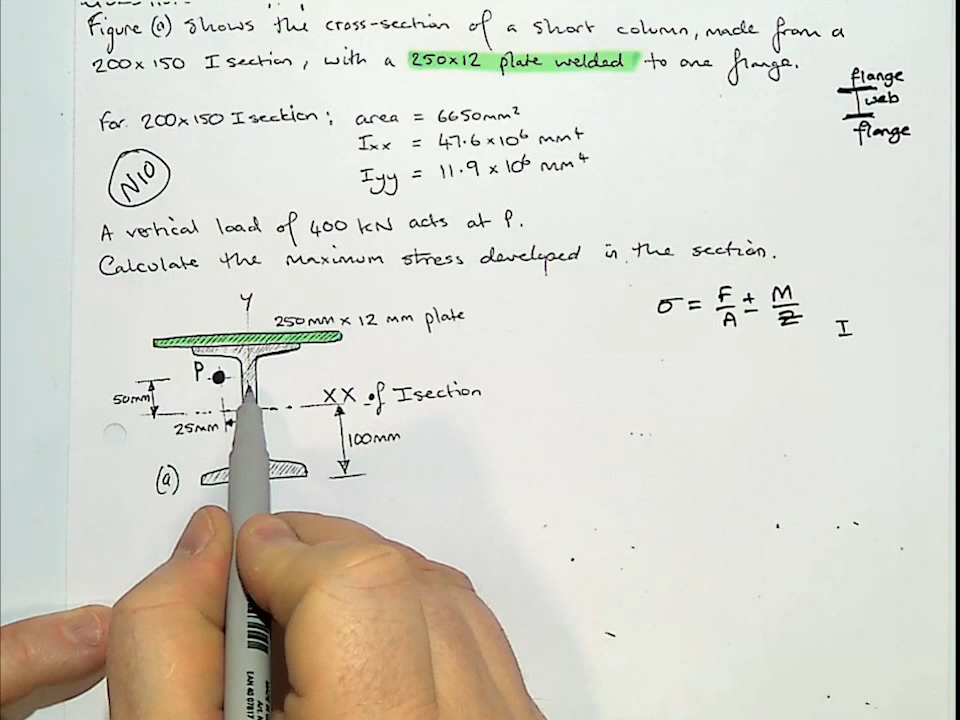 Figure (a) shows the cross-section of a short column, made from a
200x150 I section, with a 250x12 plate welded to one flange.
flange
web
flange
For 200x150 I section; area = 6650mm²
Ixx = 47.6 x 10⁶ mm⁴
Iyy = 11.9 x 10⁶ mm⁴
N10
A vertical load of 400 kN acts at P.
Calculate the maximum stress developed in the section.
σ = F/A ± M/Z
I
Y
250mm x 12 mm plate
P
50mm
XX of I section
25mm
100mm
(a)